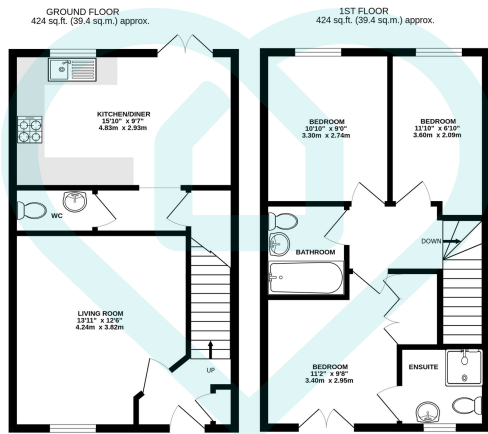 GROUND FLOOR
424 sq.ft. (39.4 sq.m.) approx.
KITCHEN/DINER
15'10" x 9'7"
4.83m x 2.93m
WC
LIVING ROOM
13'11" x 12'6"
4.24m x 3.82m
UP
1ST FLOOR
424 sq.ft. (39.4 sq.m.) approx.
BEDROOM
10'10" x 9'0"
3.30m x 2.74m
BEDROOM
11'10" x 6'10"
3.60m x 2.09m
DOWN
BATHROOM
BEDROOM
11'2" x 9'8"
3.40m x 2.95m
ENSUITE